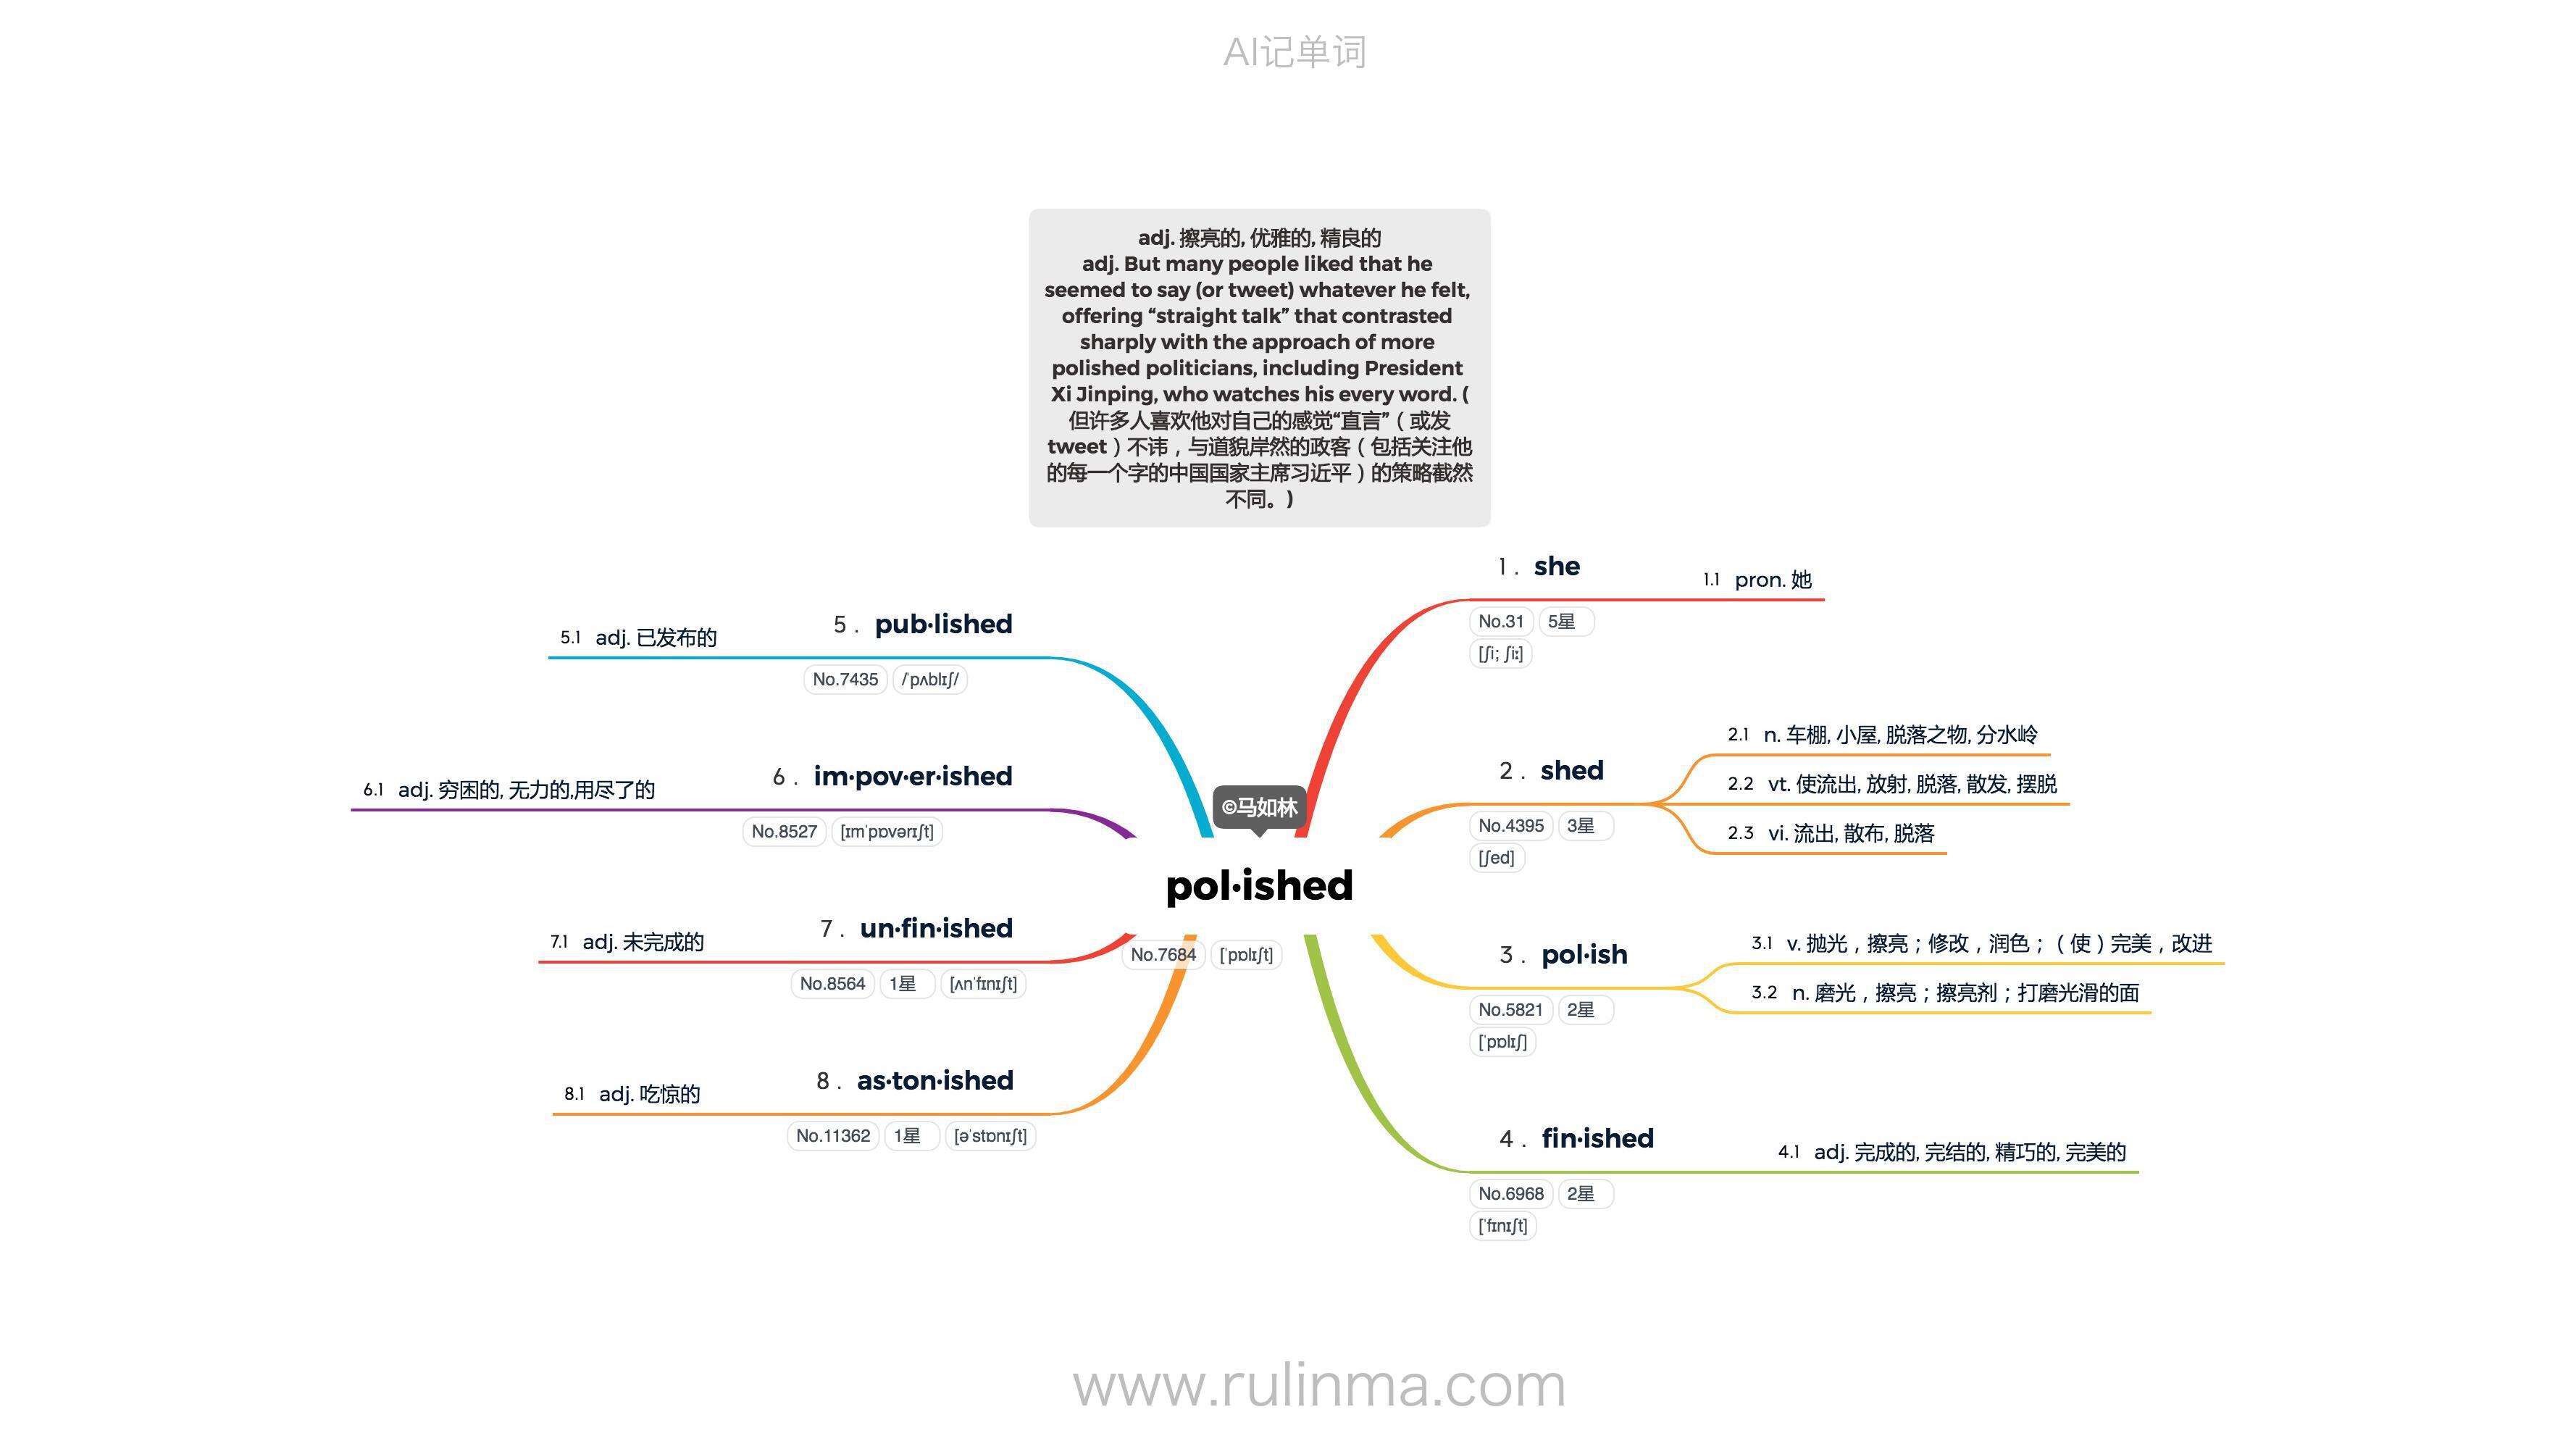 AI记单词
adj. 擦亮的, 优雅的, 精良的
adj. But many people liked that he
seemed to say (or tweet) whatever he felt,
offering “straight talk” that contrasted
sharply with the approach of more
polished politicians, including President
Xi Jinping, who watches his every word. (
但许多人喜欢他对自己的感觉“直言”（或发
tweet）不讳，与道貌岸然的政客（包括关注他
的每一个字的中国国家主席习近平）的策略截然
不同。)
©马如林
pol·ished
No.7684 [ˈpɒlɪʃt]
1. she
No.31 5星
[ʃi; ʃiː]
1.1 pron. 她
2. shed
No.4395 3星
[ʃed]
2.1 n. 车棚, 小屋, 脱落之物, 分水岭
2.2 vt. 使流出, 放射, 脱落, 散发, 摆脱
2.3 vi. 流出, 散布, 脱落
3. pol·ish
No.5821 2星
[ˈpɒlɪʃ]
3.1 v. 抛光，擦亮；修改，润色；（使）完美，改进
3.2 n. 磨光，擦亮；擦亮剂；打磨光滑的面
4. fin·ished
No.6968 2星
[ˈfɪnɪʃt]
4.1 adj. 完成的, 完结的, 精巧的, 完美的
5. pub·lished
No.7435 /ˈpʌblɪʃ/
5.1 adj. 已发布的
6. im·pov·er·ished
No.8527 [ɪmˈpɒvərɪʃt]
6.1 adj. 穷困的, 无力的,用尽了的
7. un·fin·ished
No.8564 1星 [ʌnˈfɪnɪʃt]
7.1 adj. 未完成的
8. as·ton·ished
No.11362 1星 [əˈstɒnɪʃt]
8.1 adj. 吃惊的
www.rulinma.com